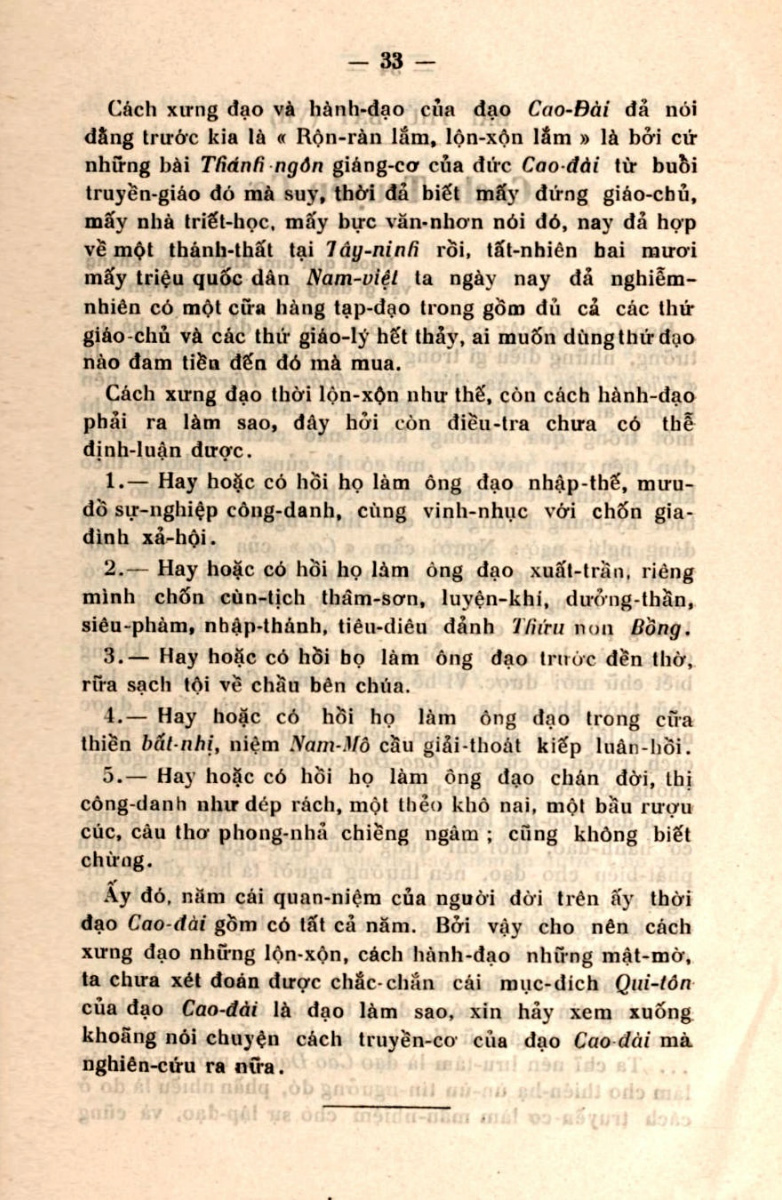 — 33 —
Cách xưng đạo và hành-đạo của đạo Cao-Đài đả nói
đẳng trước kia là « Rộn-ràn lắm, lộn-xộn lắm » là bởi cứ
những bài Thánh-ngôn giáng-cơ của đức Cao-đài từ buổi
truyền-giáo đó mà suy, thời đả biết mấy đứng giáo-chủ,
mấy nhà triết-học, mấy bực văn-nhơn nói đó, nay đả hợp
về một thánh-thất tại Tây-ninh rồi, tất-nhiên hai mươi
mấy triệu quốc dân Nam-việt ta ngày nay đả nghiễm-
nhiên có một cữa hàng tạp-đạo trong gồm đủ cả các thứ
giáo-chủ và các thứ giáo-lý hết thảy, ai muốn dùng thứ đạo
nào đam tiền đến đó mà mua.
Cách xưng đạo thời lộn-xộn như thế, còn cách hành-đạo
phải ra làm sao, đây hởi còn điều-tra chưa có thể
định-luận được.
1.— Hay hoặc có hồi họ làm ông đạo nhập-thế, mưu-
đồ sự-nghiệp công-danh, cùng vinh-nhục với chốn gia-
đình xả-hội.
2.— Hay hoặc có hồi họ làm ông đạo xuất-trần, riêng
mình chốn cùn-tịch thâm-sơn, luyện-khí, dưởng-thần,
siêu-phàm, nhập-thánh, tiêu-diêu đảnh Thứu non Bồng.
3.— Hay hoặc có hồi họ làm ông đạo trước đền thờ,
rữa sạch tội về chầu bên chúa.
4.— Hay hoặc có hồi họ làm ông đạo trong cữa
thiền bất-nhị, niệm Nam-Mô cầu giải-thoát kiếp luân-hồi.
5.— Hay hoặc có hồi họ làm ông đạo chán đời, thị
công-danh như dép rách, một thẻo khô nai, một bầu rượu
cúc, câu thơ phong-nhả chiềng ngâm ; cũng không biết
chừng.
Ấy đó, năm cái quan-niệm của người đời trên ấy thời
đạo Cao-đài gồm có tất cả năm. Bởi vậy cho nên cách
xưng đạo những lộn-xộn, cách hành-đạo những mật-mờ,
ta chưa xét đoán được chắc-chắn cái mục-đích Qui-tôn
của đạo Cao-đài là đạo làm sao, xin hảy xem xuống
khoãng nói chuyện cách truyền-cơ của đạo Cao-đài mà
nghiên-cứu ra nữa.